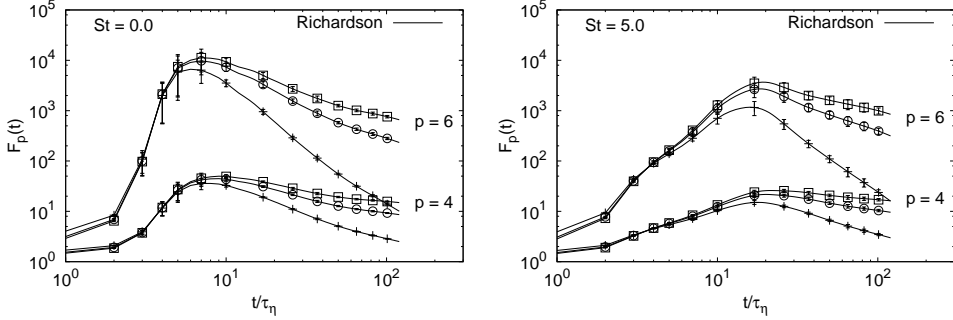 St = 0.0
Richardson
F_p(t)
10^5
10^4
10^3
10^2
10^1
10^0
p = 6
p = 4
10^0
10^1
10^2
t/τ_η
St = 5.0
Richardson
F_p(t)
10^5
10^4
10^3
10^2
10^1
10^0
p = 6
p = 4
10^0
10^1
10^2
t/τ_η